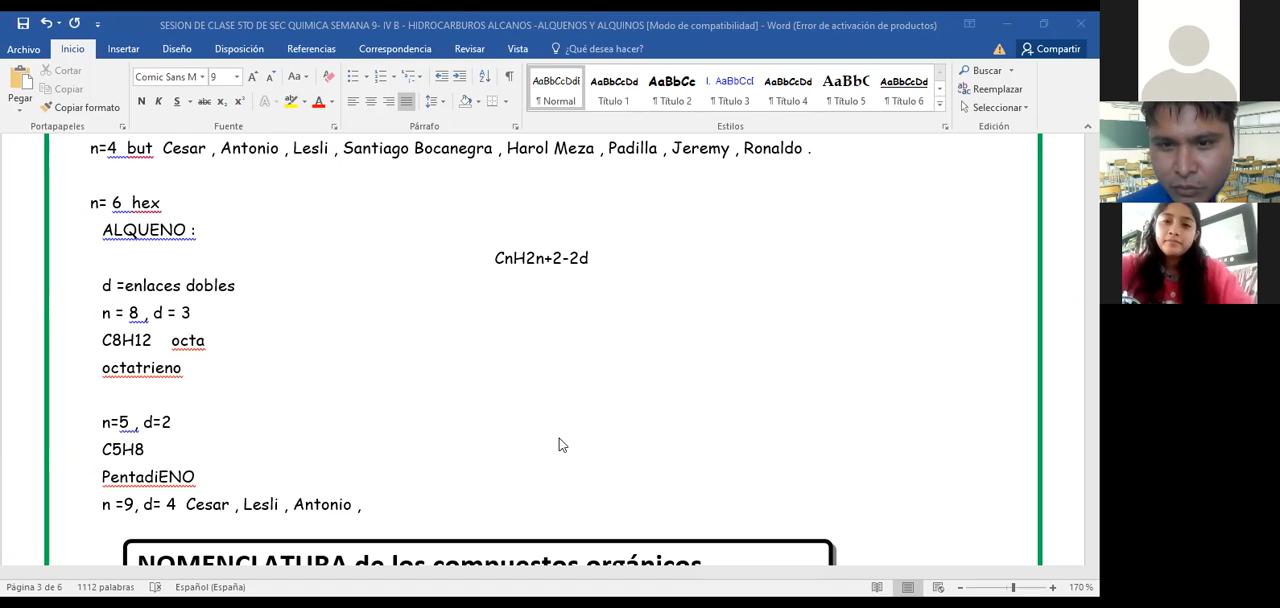 SESION DE CLASE 5TO DE SEC QUIMICA SEMANA 9- IV B - HIDROCARBUROS ALCANOS -ALQUENOS Y ALQUINOS [Modo de compatibilidad] - Word (Error de activación de productos)
Archivo Inicio Insertar Diseño Disposición Referencias Correspondencia Revisar Vista ¿Qué desea hacer? Compartir
Pegar Cortar Copiar Copiar formato
Comic Sans M 9
N K S abc x₂ x² A A Aa
AaBbCcDdI AaBbCcDd AaBbCc I. AaBbCcI AaBbCcDd AaBbC AaBbCcDd
¶ Normal ¶ Título 1 ¶ Título 2 ¶ Título 3 ¶ Título 4 ¶ Título 5 ¶ Título 6
Buscar
Reemplazar
Seleccionar
Portapapeles Fuente Párrafo Estilos Edición
n=4 but Cesar , Antonio , Lesli , Santiago Bocanegra , Harol Meza , Padilla , Jeremy , Ronaldo .
n= 6 hex
ALQUENO :
CnH2n+2-2d
d =enlaces dobles
n = 8 , d = 3
C8H12 octa
octatrieno
n=5 , d=2
C5H8
PentadiENO
n =9, d= 4 Cesar , Lesli , Antonio ,
NOMENCLATURA de los compuestos orgánicos
Página 3 de 6 1112 palabras Español (España) 170 %